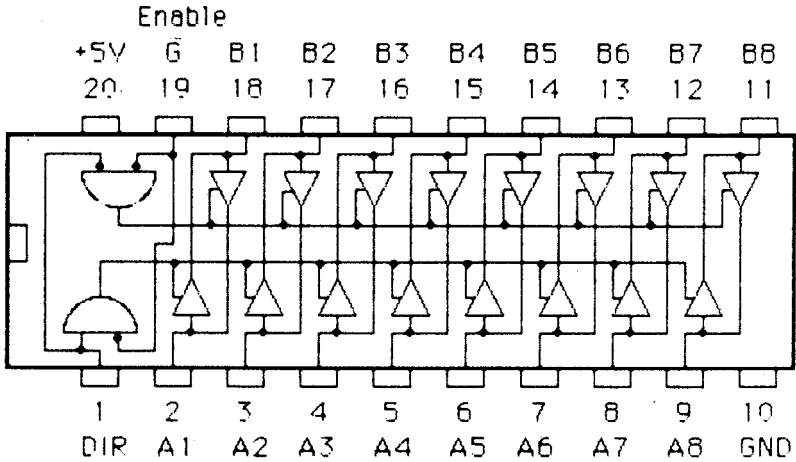 Enable
+5V G̅ B1 B2 B3 B4 B5 B6 B7 B8
20 19 18 17 16 15 14 13 12 11
1 2 3 4 5 6 7 8 9 10
DIR A1 A2 A3 A4 A5 A6 A7 A8 GND